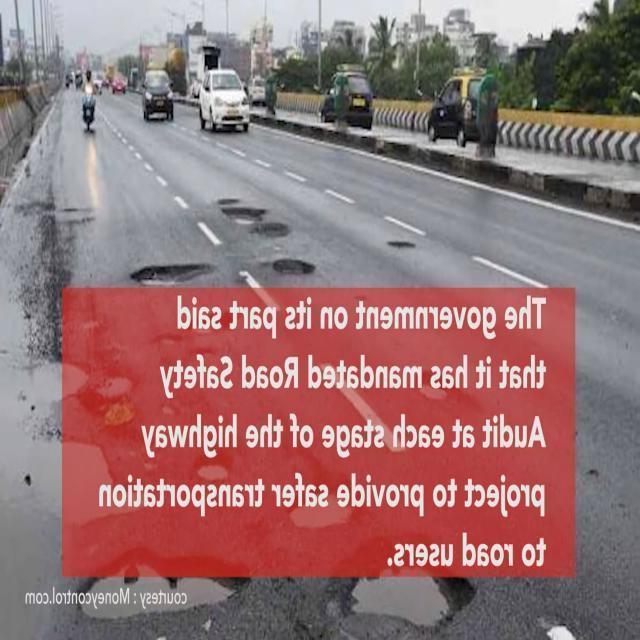 The government on its part said
that it has mandated Road Safety
Audit at each stage of the highway
project to provide safer transportation
to road users.
courtesy : Moneycontrol.com